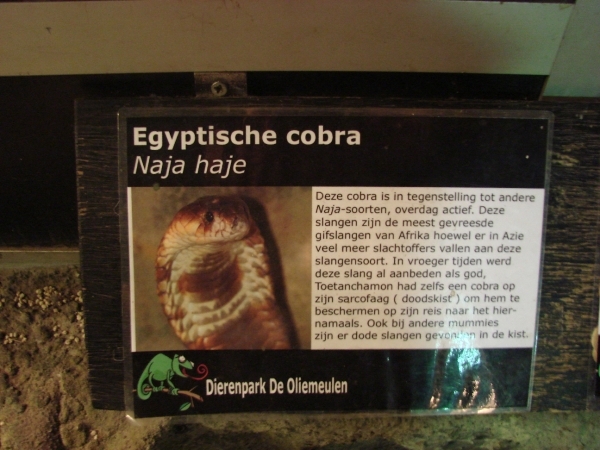 Egyptische cobra
Naja haje
Deze cobra is in tegenstelling tot andere
Naja-soorten, overdag actief. Deze
slangen zijn de meest gevreesde
gifslangen van Afrika hoewel er in Azie
veel meer slachtoffers vallen aan deze
slangensoort. In vroeger tijden werd
deze slang al aanbeden als god,
Toetanchamon had zelfs een cobra op
zijn sarcofaag ( doodskist ) om hem te
beschermen op zijn reis naar het hier-
namaals. Ook bij andere mummies
zijn er dode slangen gevonden in de kist.
Dierenpark De Oliemeulen